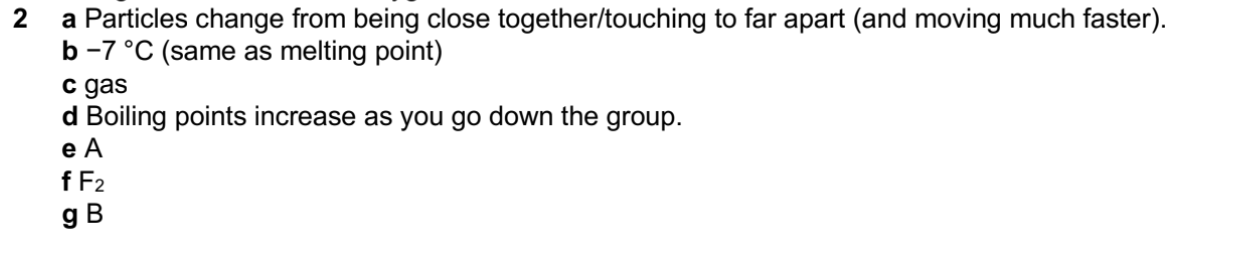 2 a Particles change from being close together/touching to far apart (and moving much faster).
b −7 °C (same as melting point)
c gas
d Boiling points increase as you go down the group.
e A
f F₂
g B